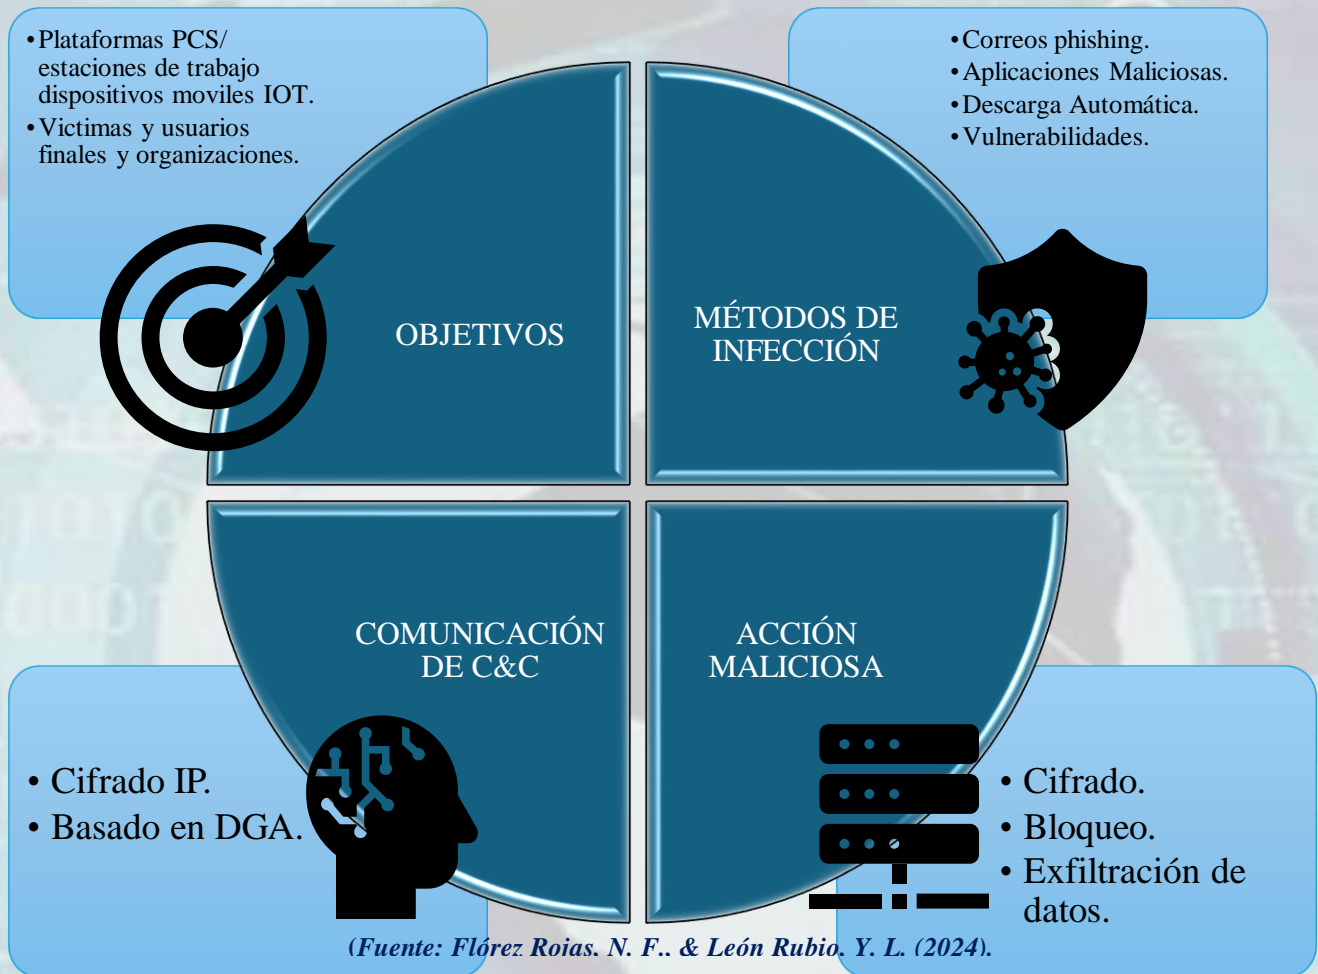 •Plataformas PCS/
estaciones de trabajo
dispositivos moviles IOT.
•Victimas y usuarios
finales y organizaciones.
•Correos phishing.
•Aplicaciones Maliciosas.
•Descarga Automática.
•Vulnerabilidades.
OBJETIVOS
MÉTODOS DE
INFECCIÓN
COMUNICACIÓN
DE C&C
ACCIÓN
MALICIOSA
• Cifrado IP.
• Basado en DGA.
• Cifrado.
• Bloqueo.
• Exfiltración de
datos.
(Fuente: Flórez Rojas, N. F., & León Rubio, Y. L. (2024).